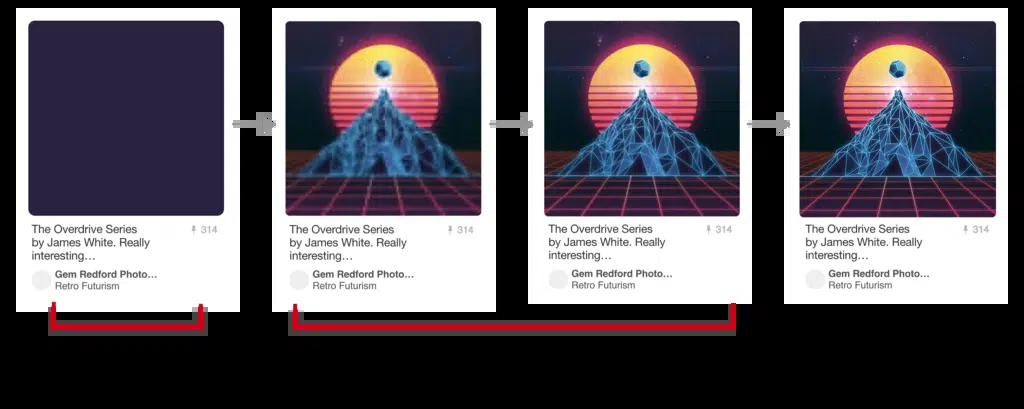 The Overdrive Series
by James White. Really
interesting…
314
Gem Redford Photo…
Retro Futurism
The Overdrive Series
by James White. Really
interesting…
314
Gem Redford Photo…
Retro Futurism
The Overdrive Series
by James White. Really
interesting…
314
Gem Redford Photo…
Retro Futurism
The Overdrive Series
by James White. Really
interesting…
314
Gem Redford Photo…
Retro Futurism